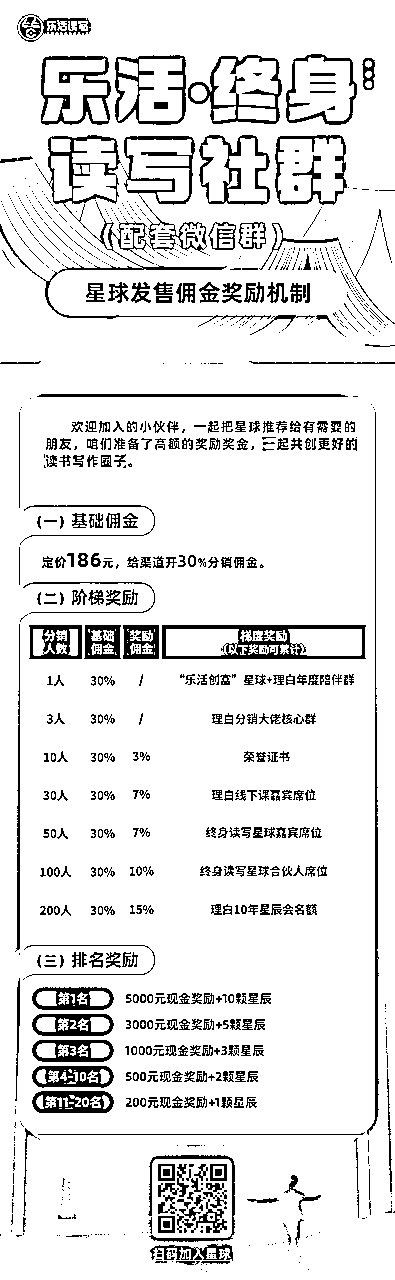 乐活课堂
乐活·终身
读写社群
(配套微信群)
星球发售佣金奖励机制
欢迎加入的小伙伴，一起把星球推荐给有需要的
朋友，咱们准备了高额的奖励奖金，一起共创更好的
读书写作圈子。
(一) 基础佣金
定价186元，给渠道开30%分销佣金。
(二) 阶梯奖励
分销人数 基础佣金 奖励佣金 梯度奖励 (以下奖励可累计)
1人 30% / “乐活创富”星球+理白年度陪伴群
3人 30% / 理白分销大佬核心群
10人 30% 3% 荣誉证书
30人 30% 7% 理白线下课嘉宾席位
50人 30% 7% 终身读写星球嘉宾席位
100人 30% 10% 终身读写星球合伙人席位
200人 30% 15% 理白10年星辰会名额
(三) 排名奖励
第1名 5000元现金奖励+10颗星辰
第2名 3000元现金奖励+5颗星辰
第3名 1000元现金奖励+3颗星辰
第4-10名 500元现金奖励+2颗星辰
第11-20名 200元现金奖励+1颗星辰
扫码加入星球